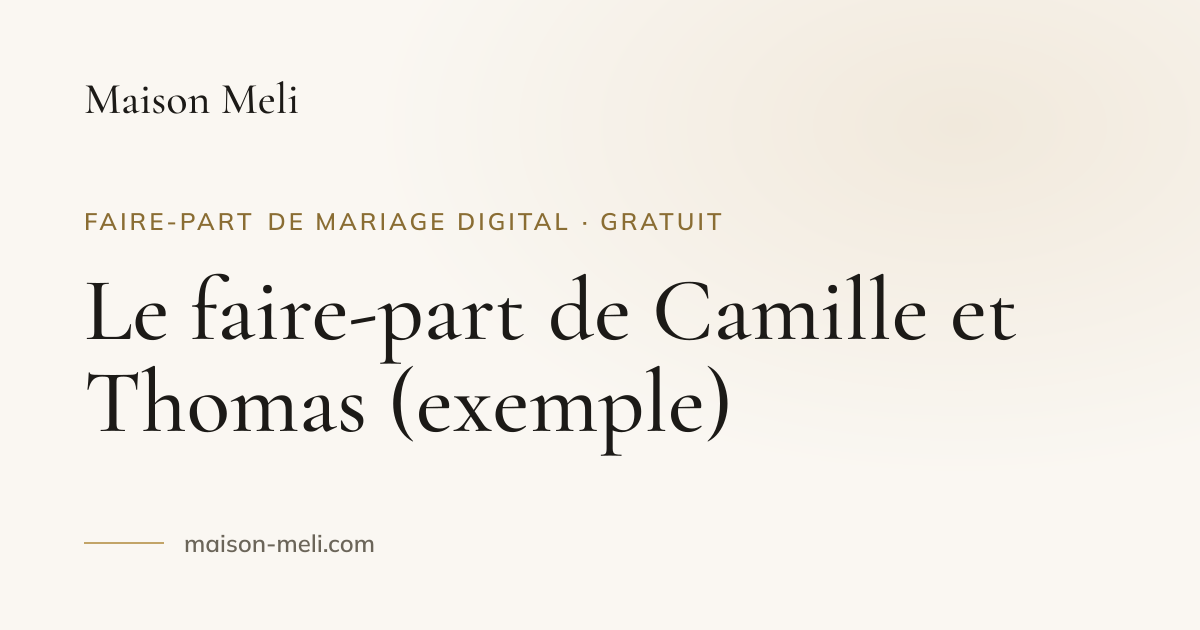 Maison Meli
FAIRE-PART DE MARIAGE DIGITAL · GRATUIT
Le faire-part de Camille et
Thomas (exemple)
maison-meli.com